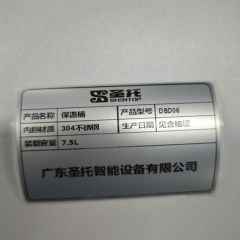 圣托
SHENTOP
产品名称 保温桶 产品型号 DBD06
内胆材质 304不锈钢 生产日期 见合格证
装载容量 7.5L
广东圣托智能设备有限公司